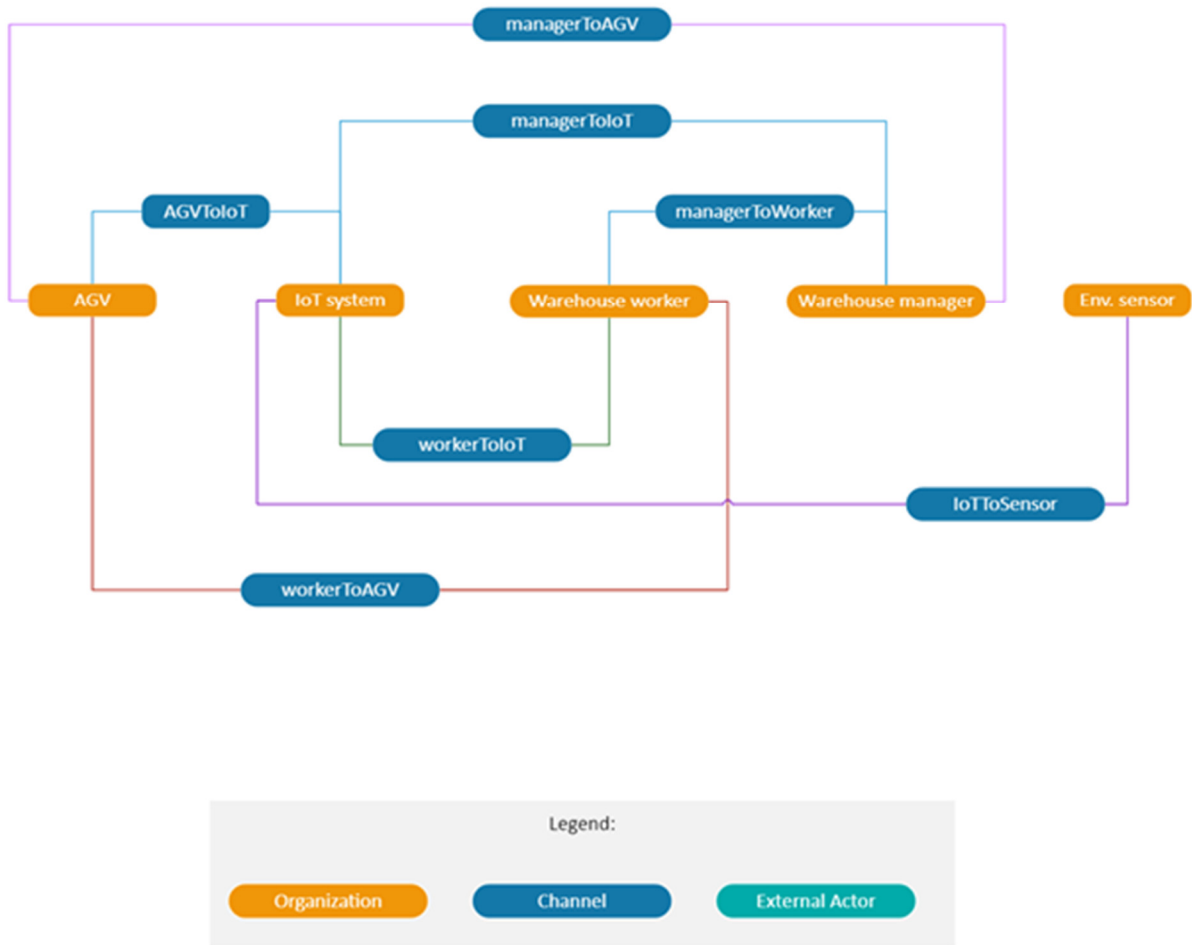 managerToAGV
managerToIoT
AGVToIoT
managerToWorker
AGV
IoT system
Warehouse worker
Warehouse manager
Env. sensor
workerToIoT
IoTToSensor
workerToAGV
Legend:
Organization
Channel
External Actor